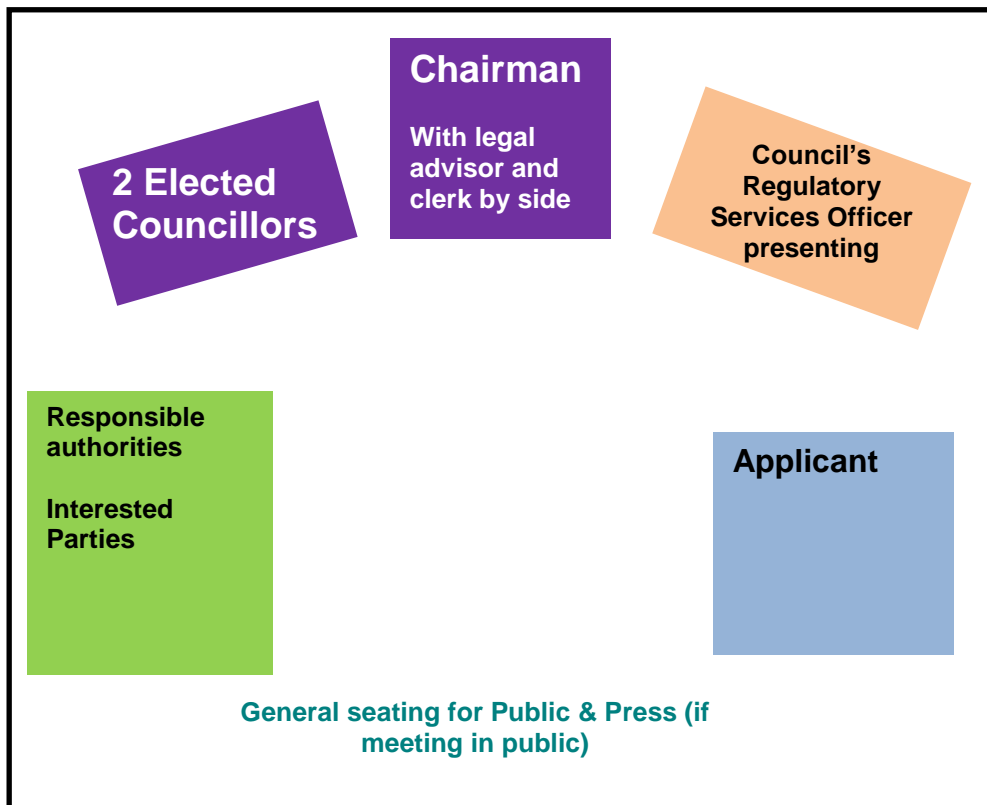 Chairman
With legal
advisor and
clerk by side
2 Elected
Councillors
Council’s
Regulatory
Services Officer
presenting
Responsible
authorities
Interested
Parties
Applicant
General seating for Public & Press (if
meeting in public)